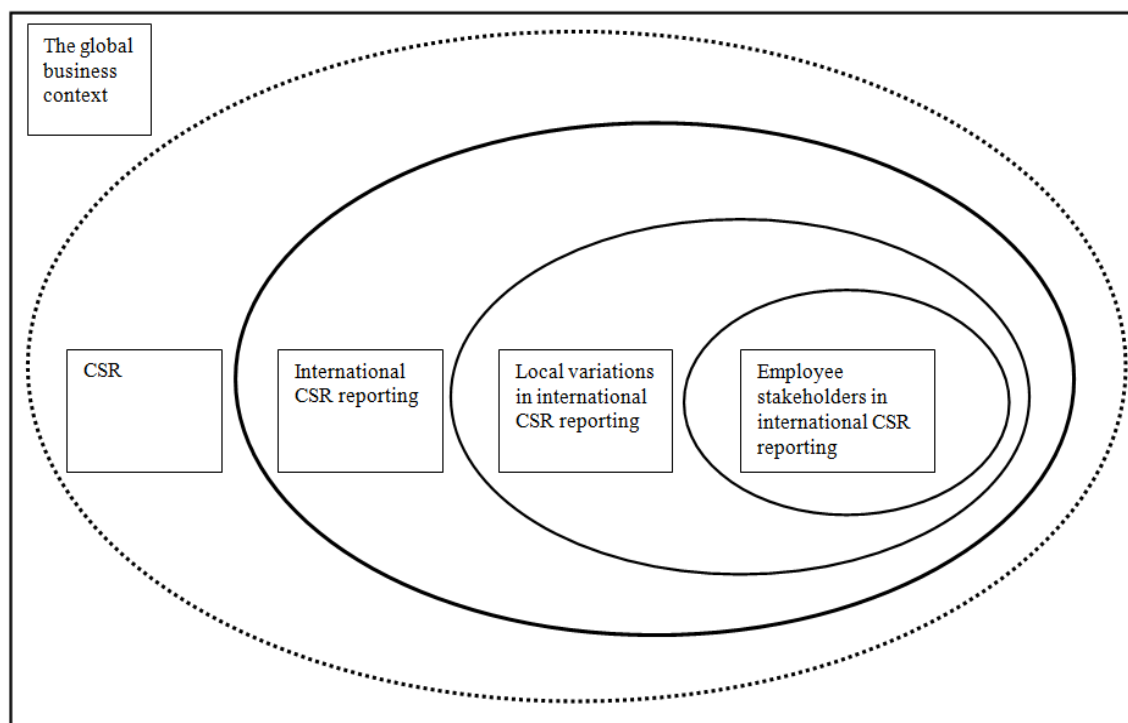 The global
business
context
CSR
International
CSR reporting
Local variations
in international
CSR reporting
Employee
stakeholders in
international CSR
reporting